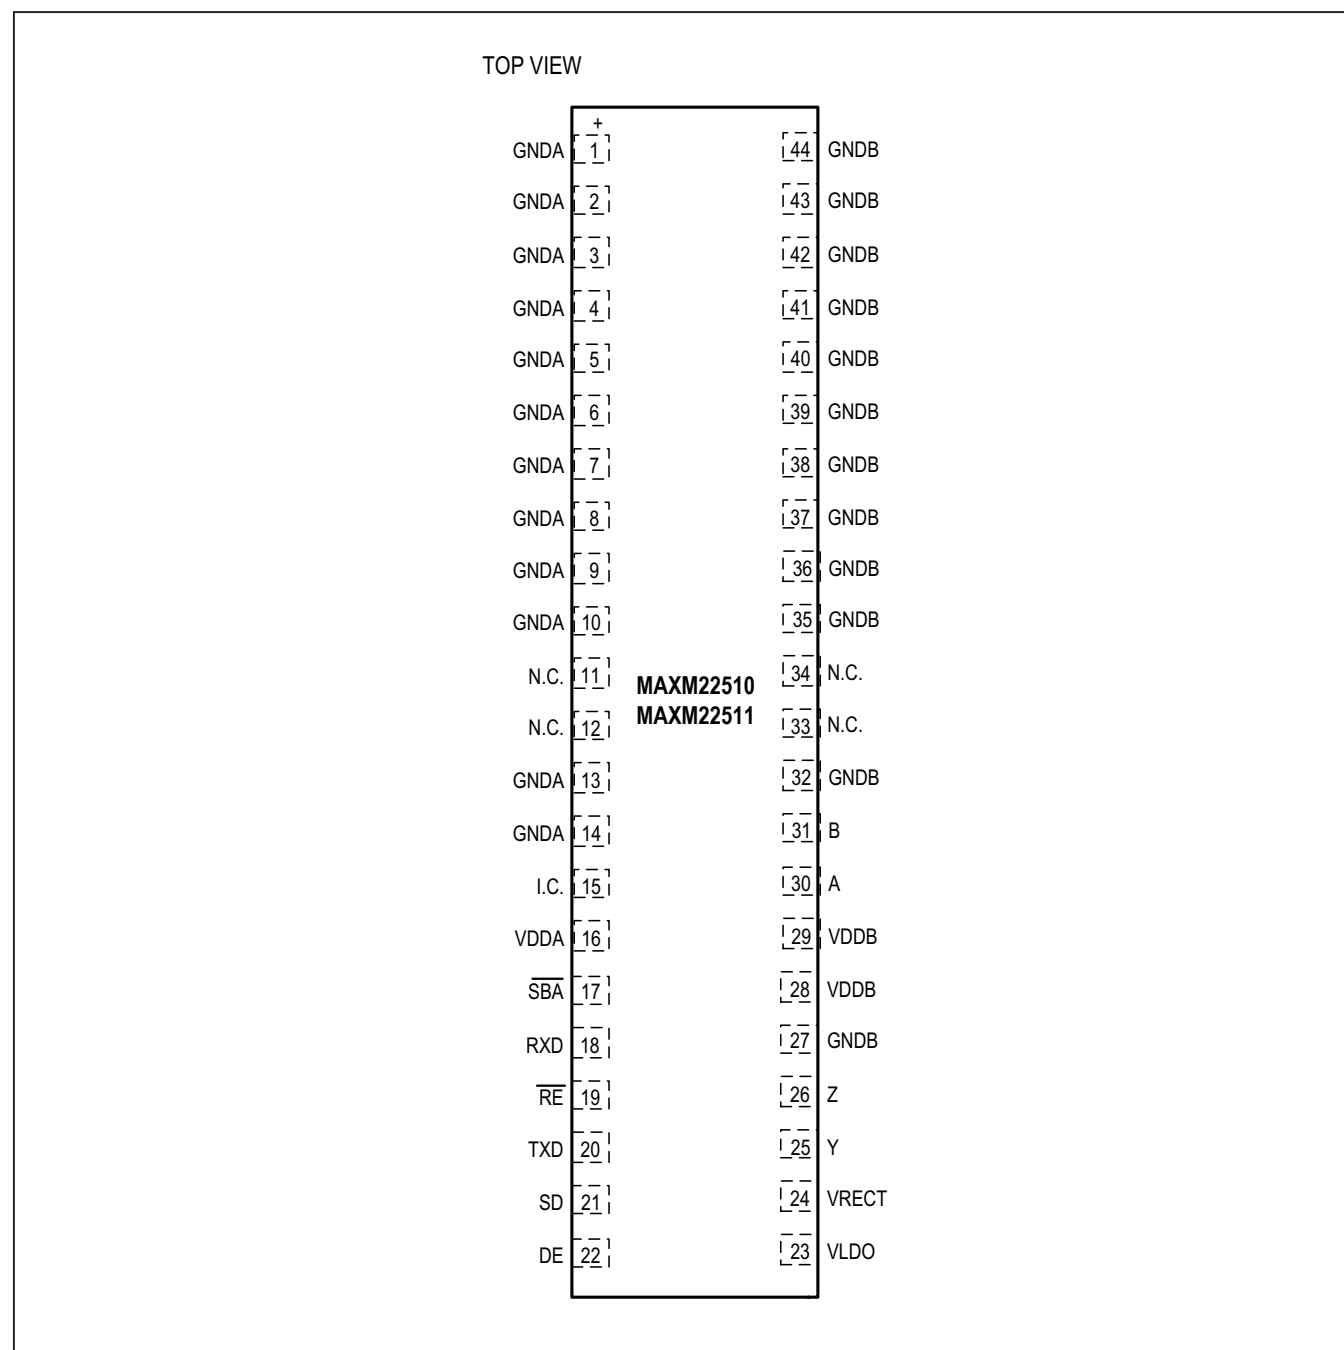 TOP VIEW
+
GNDA 1 44 GNDB
GNDA 2 43 GNDB
GNDA 3 42 GNDB
GNDA 4 41 GNDB
GNDA 5 40 GNDB
GNDA 6 39 GNDB
GNDA 7 38 GNDB
GNDA 8 37 GNDB
GNDA 9 36 GNDB
GNDA 10 35 GNDB
N.C. 11 34 N.C.
MAXM22510
MAXM22511
N.C. 12 33 N.C.
GNDA 13 32 GNDB
GNDA 14 31 B
I.C. 15 30 A
VDDA 16 29 VDDB
S̅B̅A̅ 17 28 VDDB
RXD 18 27 GNDB
R̅E̅ 19 26 Z
TXD 20 25 Y
SD 21 24 VRECT
DE 22 23 VLDO